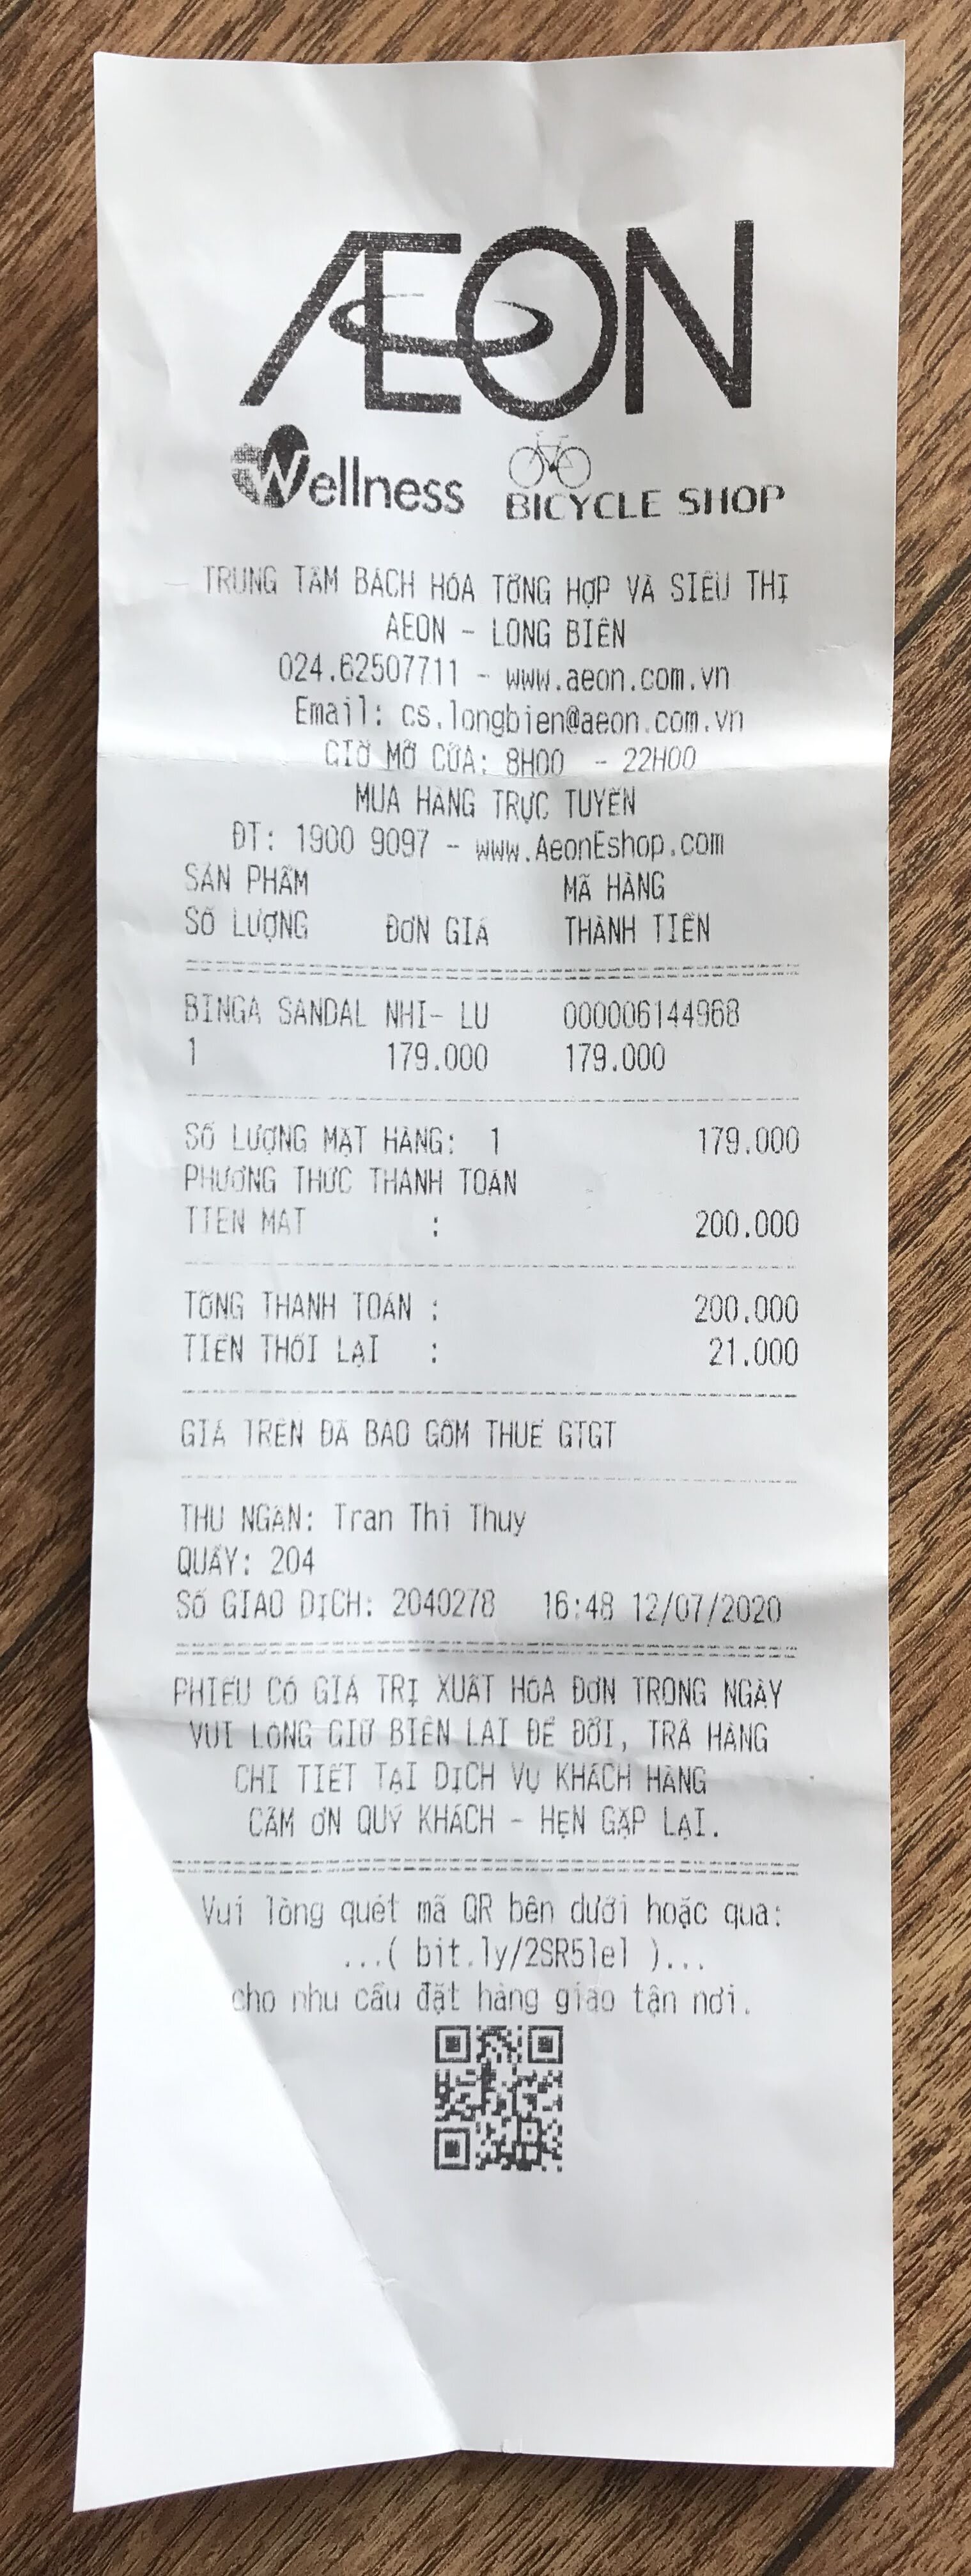 ÆON
Wellness BICYCLE SHOP
TRUNG TÂM BÁCH HÓA TỔNG HỢP VÀ SIÊU THỊ
AEON - LONG BIÊN
024.62507711 - www.aeon.com.vn
Email: cs.longbien@aeon.com.vn
GIỜ MỞ CỬA: 8H00 - 22H00
MUA HÀNG TRỰC TUYẾN
ĐT: 1900 9097 - www.AeonEshop.com
SẢN PHẨM MÃ HÀNG
SỐ LƯỢNG ĐƠN GIÁ THÀNH TIỀN
BINGA SANDAL NHI- LU 000006144968
1 179.000 179.000
SỐ LƯỢNG MẶT HÀNG: 1 179.000
PHƯƠNG THỨC THANH TOÁN
TIỀN MẶT : 200.000
TỔNG THANH TOÁN : 200.000
TIỀN THỐI LẠI : 21.000
GIÁ TRÊN ĐÃ BAO GỒM THUẾ GTGT
THU NGÂN: Tran Thi Thuy
QUẦY: 204
SỐ GIAO DỊCH: 2040278 16:48 12/07/2020
PHIẾU CÓ GIÁ TRỊ XUẤT HÓA ĐƠN TRONG NGÀY
VUI LÒNG GIỮ BIÊN LAI ĐỂ ĐỔI, TRẢ HÀNG
CHI TIẾT TẠI DỊCH VỤ KHÁCH HÀNG
CẢM ƠN QUÝ KHÁCH - HẸN GẶP LẠI.
Vui lòng quét mã QR bên dưới hoặc qua:
...( bit.ly/2SR5lel )...
cho nhu cầu đặt hàng giao tận nơi.